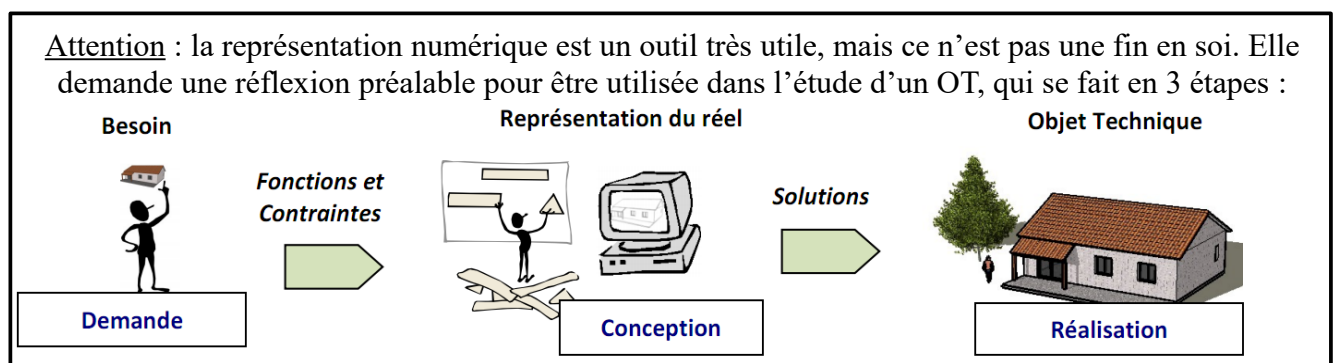 Attention : la représentation numérique est un outil très utile, mais ce n’est pas une fin en soi. Elle
demande une réflexion préalable pour être utilisée dans l’étude d’un OT, qui se fait en 3 étapes :
Besoin
Représentation du réel
Objet Technique
Fonctions et
Contraintes
Solutions
Demande
Conception
Réalisation